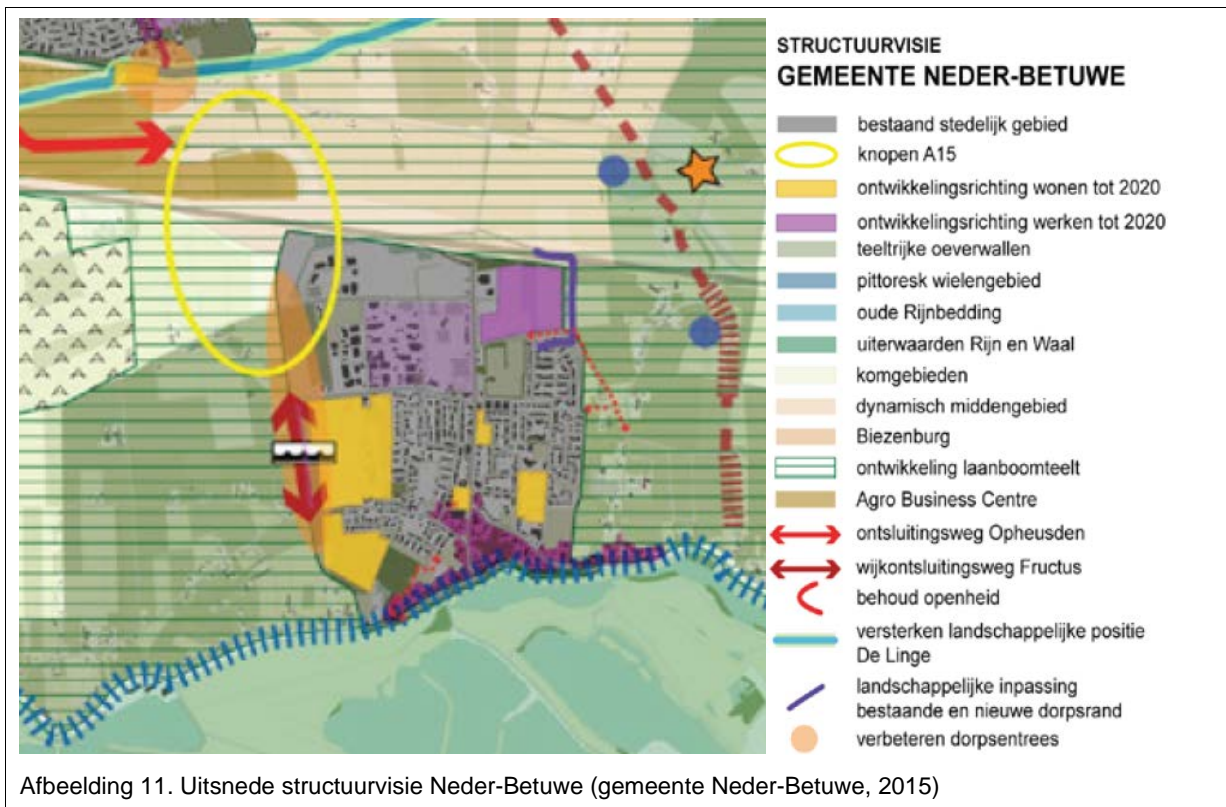 STRUCTUURVISIE
GEMEENTE NEDER-BETUWE
bestaand stedelijk gebied
knopen A15
ontwikkelingsrichting wonen tot 2020
ontwikkelingsrichting werken tot 2020
teeltrijke oeverwallen
pittoresk wielengebied
oude Rijnbedding
uiterwaarden Rijn en Waal
komgebieden
dynamisch middengebied
Biezenburg
ontwikkeling laanboomteelt
Agro Business Centre
ontsluitingsweg Opheusden
wijkontsluitingsweg Fructus
behoud openheid
versterken landschappelijke positie
De Linge
landschappelijke inpassing
bestaande en nieuwe dorpsrand
verbeteren dorpsentrees
Afbeelding 11. Uitsnede structuurvisie Neder-Betuwe (gemeente Neder-Betuwe, 2015)